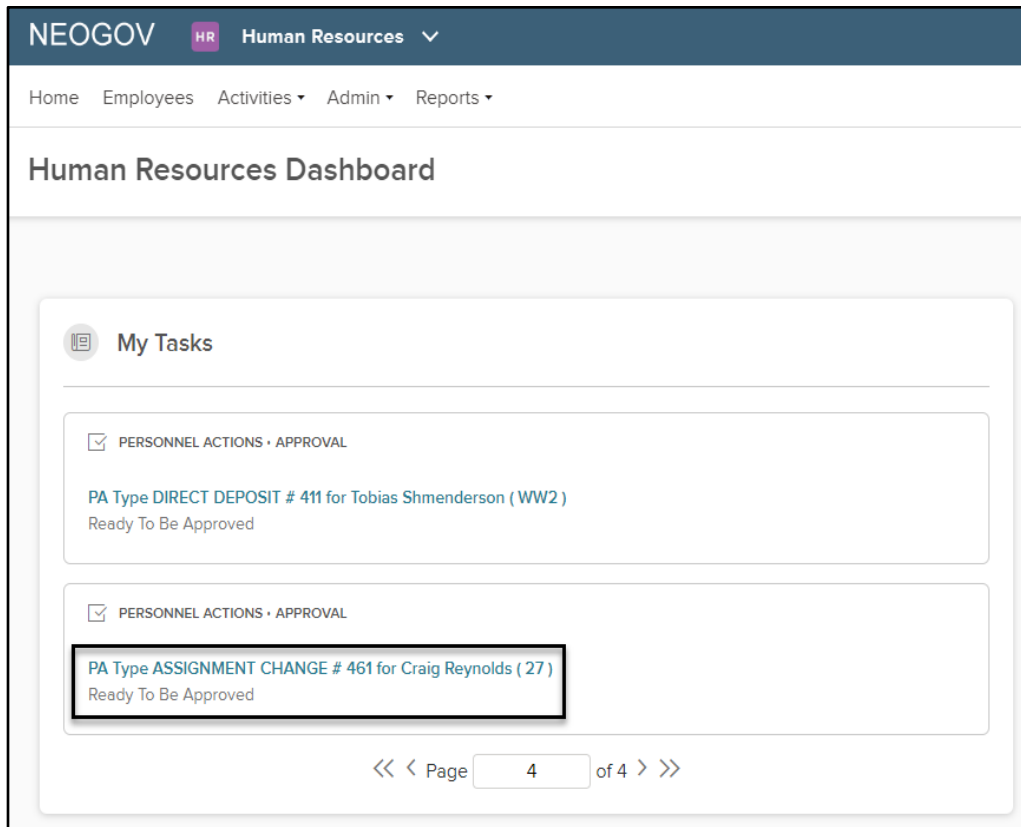 NEOGOV HR Human Resources
Home Employees Activities Admin Reports
Human Resources Dashboard
My Tasks
PERSONNEL ACTIONS • APPROVAL
PA Type DIRECT DEPOSIT # 411 for Tobias Shmenderson ( WW2 )
Ready To Be Approved
PERSONNEL ACTIONS • APPROVAL
PA Type ASSIGNMENT CHANGE # 461 for Craig Reynolds ( 27 )
Ready To Be Approved
Page 4 of 4